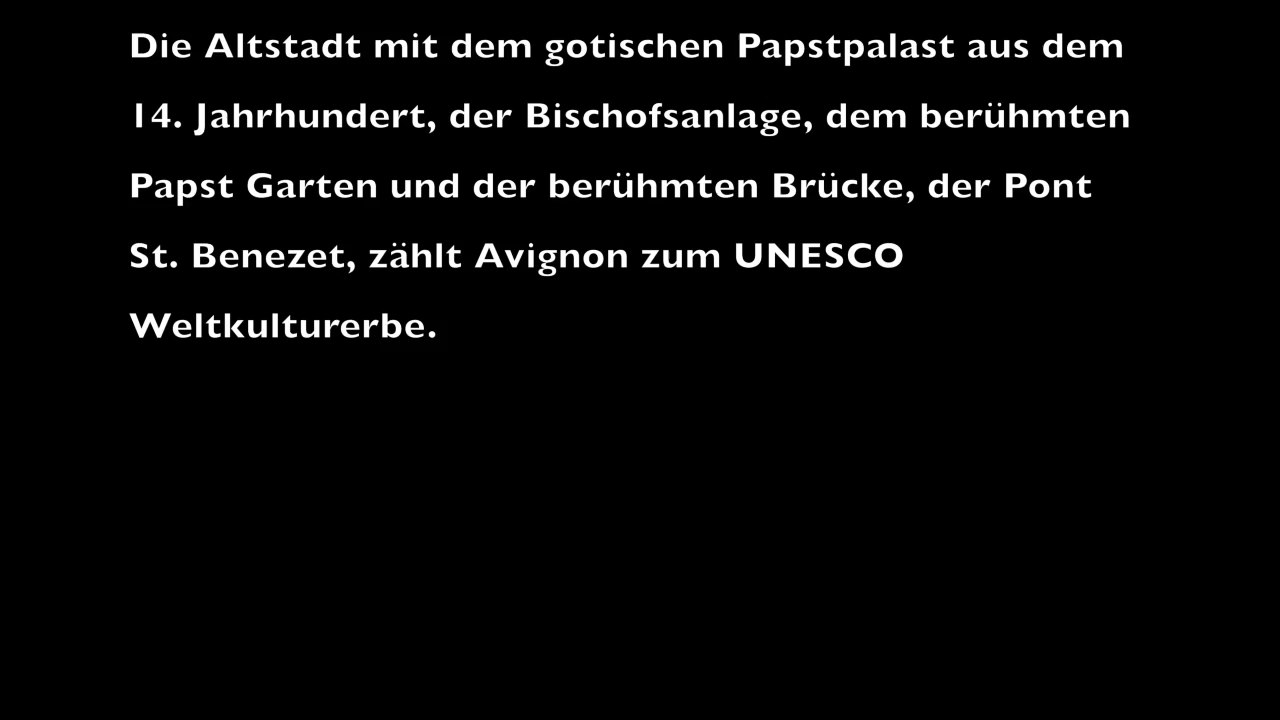 Die Altstadt mit dem gotischen Papstpalast aus dem
14. Jahrhundert, der Bischofsanlage, dem berühmten
Papst Garten und der berühmten Brücke, der Pont
St. Benezet, zählt Avignon zum UNESCO
Weltkulturerbe.